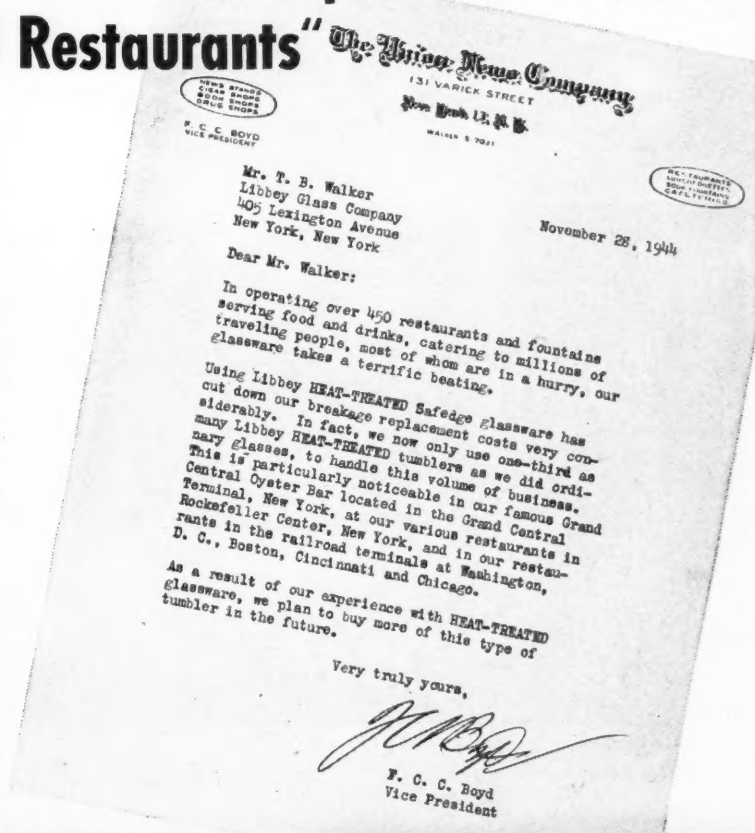 Restaurants"
The Union News Company
131 VARICK STREET
New York 13, N. Y.
WALKER 5-7021
NEWS STANDS
CIGAR SHOPS
BOOK SHOPS
DRUG SHOPS
F. C. C. BOYD
VICE PRESIDENT
RESTAURANTS
LUNCHEONETTES
SODA FOUNTAINS
CAFETERIAS
Mr. T. B. Walker
Libbey Glass Company
405 Lexington Avenue
New York, New York
November 28, 1944
Dear Mr. Walker:
In operating over 450 restaurants and fountains
serving food and drinks, catering to millions of
traveling people, most of whom are in a hurry, our
glassware takes a terrific beating.
Using Libbey HEAT-TREATED Safedge glassware has
cut down our breakage replacement costs very con-
siderably. In fact, we now only use one-third as
many Libbey HEAT-TREATED tumblers as we did ordi-
nary glasses, to handle this volume of business.
This is particularly noticeable in our famous Grand
Central Oyster Bar located in the Grand Central
Terminal, New York, at our various restaurants in
Rockefeller Center, New York, and in our restau-
rants in the railroad terminals at Washington,
D. C., Boston, Cincinnati and Chicago.
As a result of our experience with HEAT-TREATED
glassware, we plan to buy more of this type of
tumbler in the future.
Very truly yours,
F. C. C. Boyd
Vice President